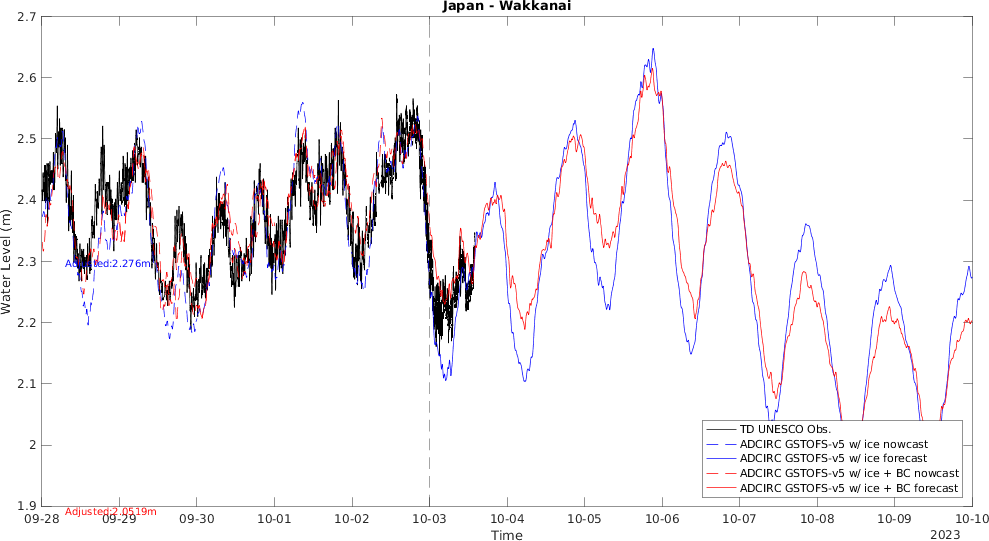 Japan - Wakkanai
2.7
2.6
2.5
2.4
2.3
2.2
2.1
2
1.9
Water Level (m)
Adjusted:2.276m
Adjusted:2.0519m
TD UNESCO Obs.
ADCIRC GSTOFS-v5 w/ ice nowcast
ADCIRC GSTOFS-v5 w/ ice forecast
ADCIRC GSTOFS-v5 w/ ice + BC nowcast
ADCIRC GSTOFS-v5 w/ ice + BC forecast
09-28 09-29 09-30 10-01 10-02 10-03 10-04 10-05 10-06 10-07 10-08 10-09 10-10
Time
2023